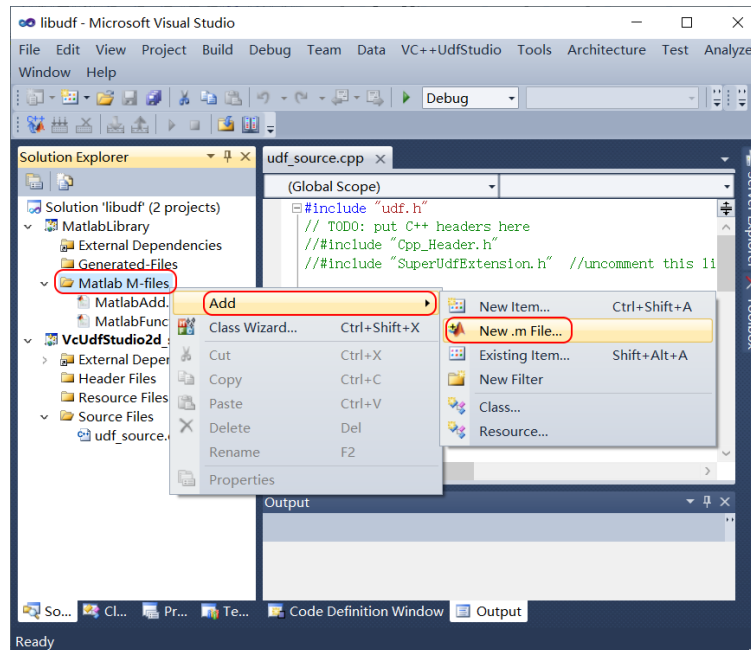 libudf - Microsoft Visual Studio
File Edit View Project Build Debug Team Data VC++UdfStudio Tools Architecture Test Analyze
Window Help
Debug
Solution Explorer
udf_source.cpp
(Global Scope)
Solution 'libudf' (2 projects)
MatlabLibrary
External Dependencies
Generated-Files
Matlab M-files
MatlabAdd.
MatlabFunc
VcUdfStudio2d_
External Deper
Header Files
Resource Files
Source Files
udf_source.
#include "udf.h"
// TODO: put C++ headers here
//#include "Cpp_Header.h"
//#include "SuperUdfExtension.h" //uncomment this li
Add
Class Wizard... Ctrl+Shift+X
Cut Ctrl+X
Copy Ctrl+C
Paste Ctrl+V
Delete Del
Rename F2
Properties
New Item... Ctrl+Shift+A
New .m File...
Existing Item... Shift+Alt+A
New Filter
Class...
Resource...
Output
So... Cl... Pr... Te... Code Definition Window Output
Ready